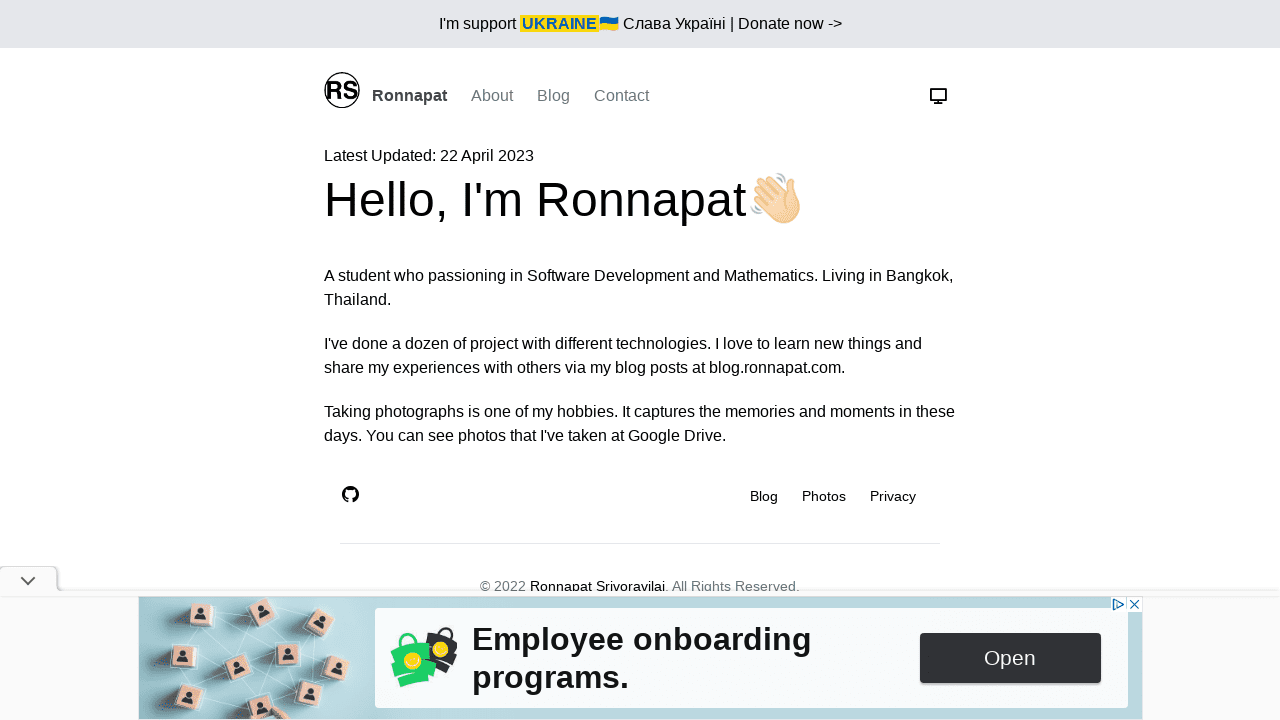 I'm support UKRAINE🇺🇦 Слава Україні | Donate now ->
RS Ronnapat About Blog Contact
Latest Updated: 22 April 2023
Hello, I'm Ronnapat👋🏻
A student who passioning in Software Development and Mathematics. Living in Bangkok,
Thailand.
I've done a dozen of project with different technologies. I love to learn new things and
share my experiences with others via my blog posts at blog.ronnapat.com.
Taking photographs is one of my hobbies. It captures the memories and moments in these
days. You can see photos that I've taken at Google Drive.
Blog Photos Privacy
© 2022 Ronnapat Srivoravilai. All Rights Reserved.
Employee onboarding
programs.
Open